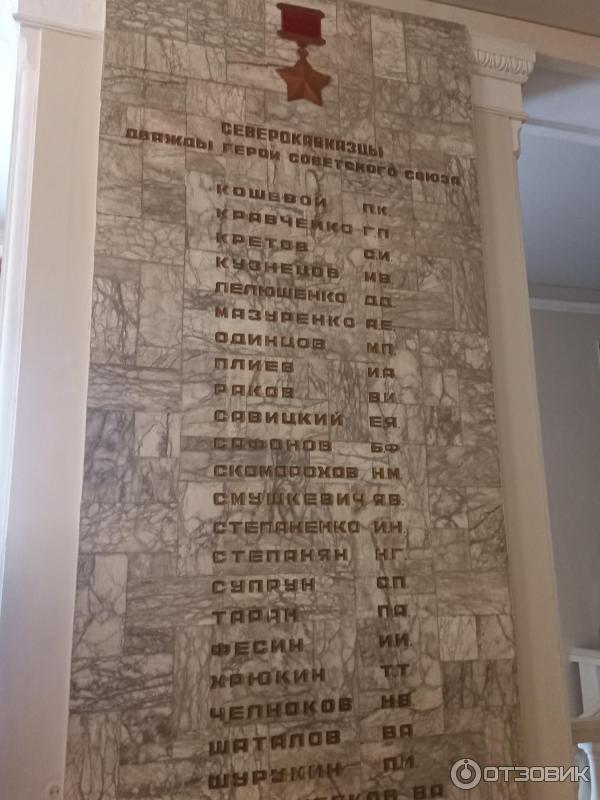 СЕВЕРОКАВКАЗЦЫ
ДВАЖДЫ ГЕРОИ СОВЕТСКОГО СОЮЗА
КОШЕВОЙ П.К.
КРАВЧЕНКО Г.П.
КРЕТОВ С.И.
КУЗНЕЦОВ М.В.
ЛЕЛЮШЕНКО Д.Д.
МАЗУРЕНКО А.Е.
ОДИНЦОВ М.П.
ПЛИЕВ И.А.
РАКОВ В.И.
САВИЦКИЙ Е.Я.
САФОНОВ Б.Ф.
СКОМОРОХОВ Н.М.
СМУШКЕВИЧ Я.В.
СТЕПАНЕНКО И.Н.
СТЕПАНЯН Н.Г.
СУПРУН С.П.
ТАРАН П.А.
ФЕСИН И.И.
ХРЮКИН Т.Т.
ЧЕЛНОКОВ Н.В.
ШАТАЛОВ В.А.
ШУРУХИН П.И.
В.А.
ОТЗОВИК